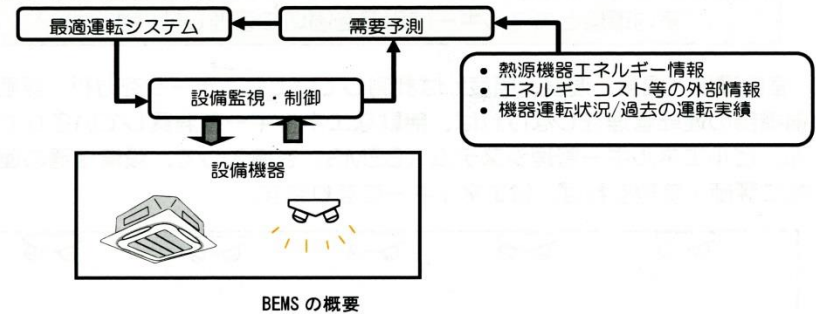 最適運転システム
需要予測
設備監視・制御
• 熱源機器エネルギー情報
• エネルギーコスト等の外部情報
• 機器運転状況/過去の運転実績
設備機器
BEMS の概要